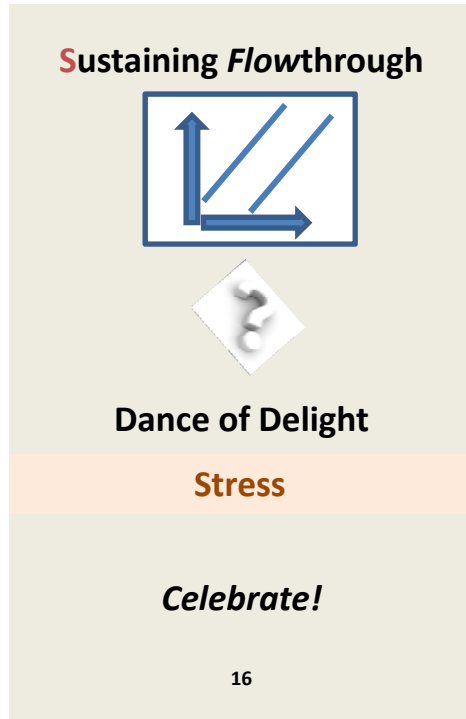 Sustaining Flowthrough
?
Dance of Delight
Stress
Celebrate!
16